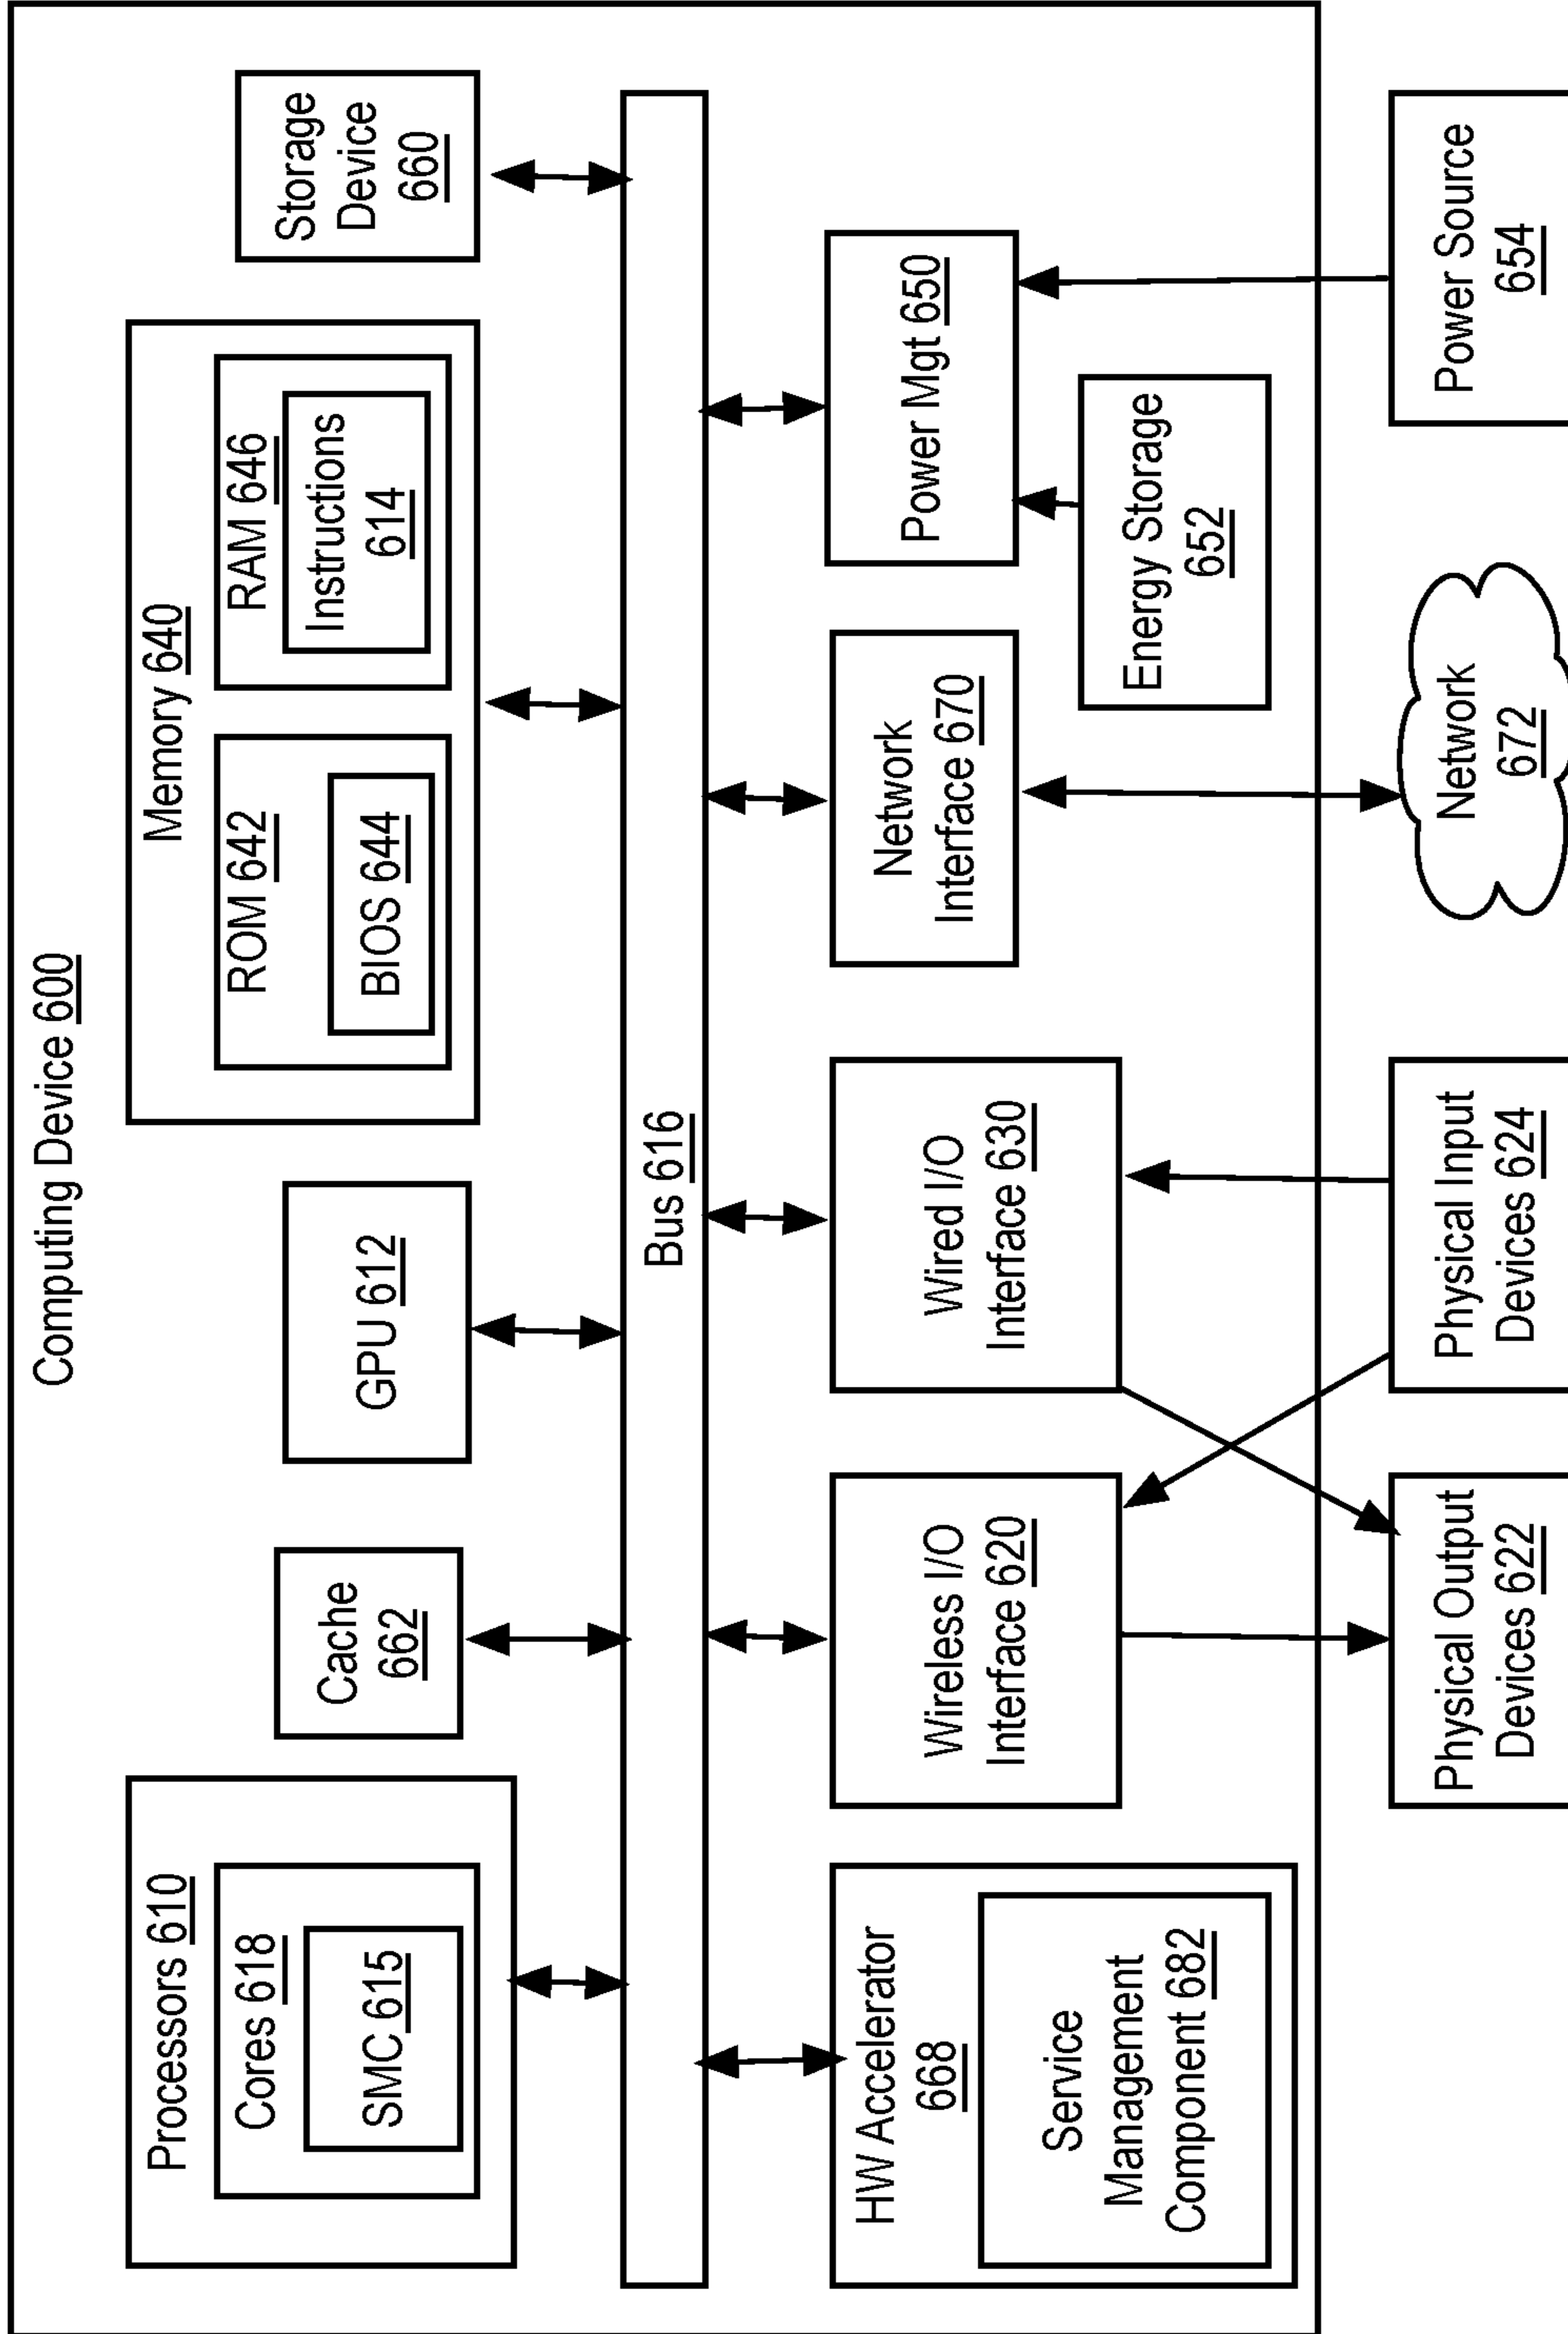 Computing Device 600
Processors 610
Cores 618
SMC 615
Cache
662
GPU 612
Memory 640
ROM 642
BIOS 644
RAM 646
Instructions
614
Storage
Device
660
Bus 616
HW Accelerator
668
Service
Management
Component 682
Wireless I/O
Interface 620
Wired I/O
Interface 630
Network
Interface 670
Power Mgt 650
Energy Storage
652
Physical Output
Devices 622
Physical Input
Devices 624
Network
672
Power Source
654